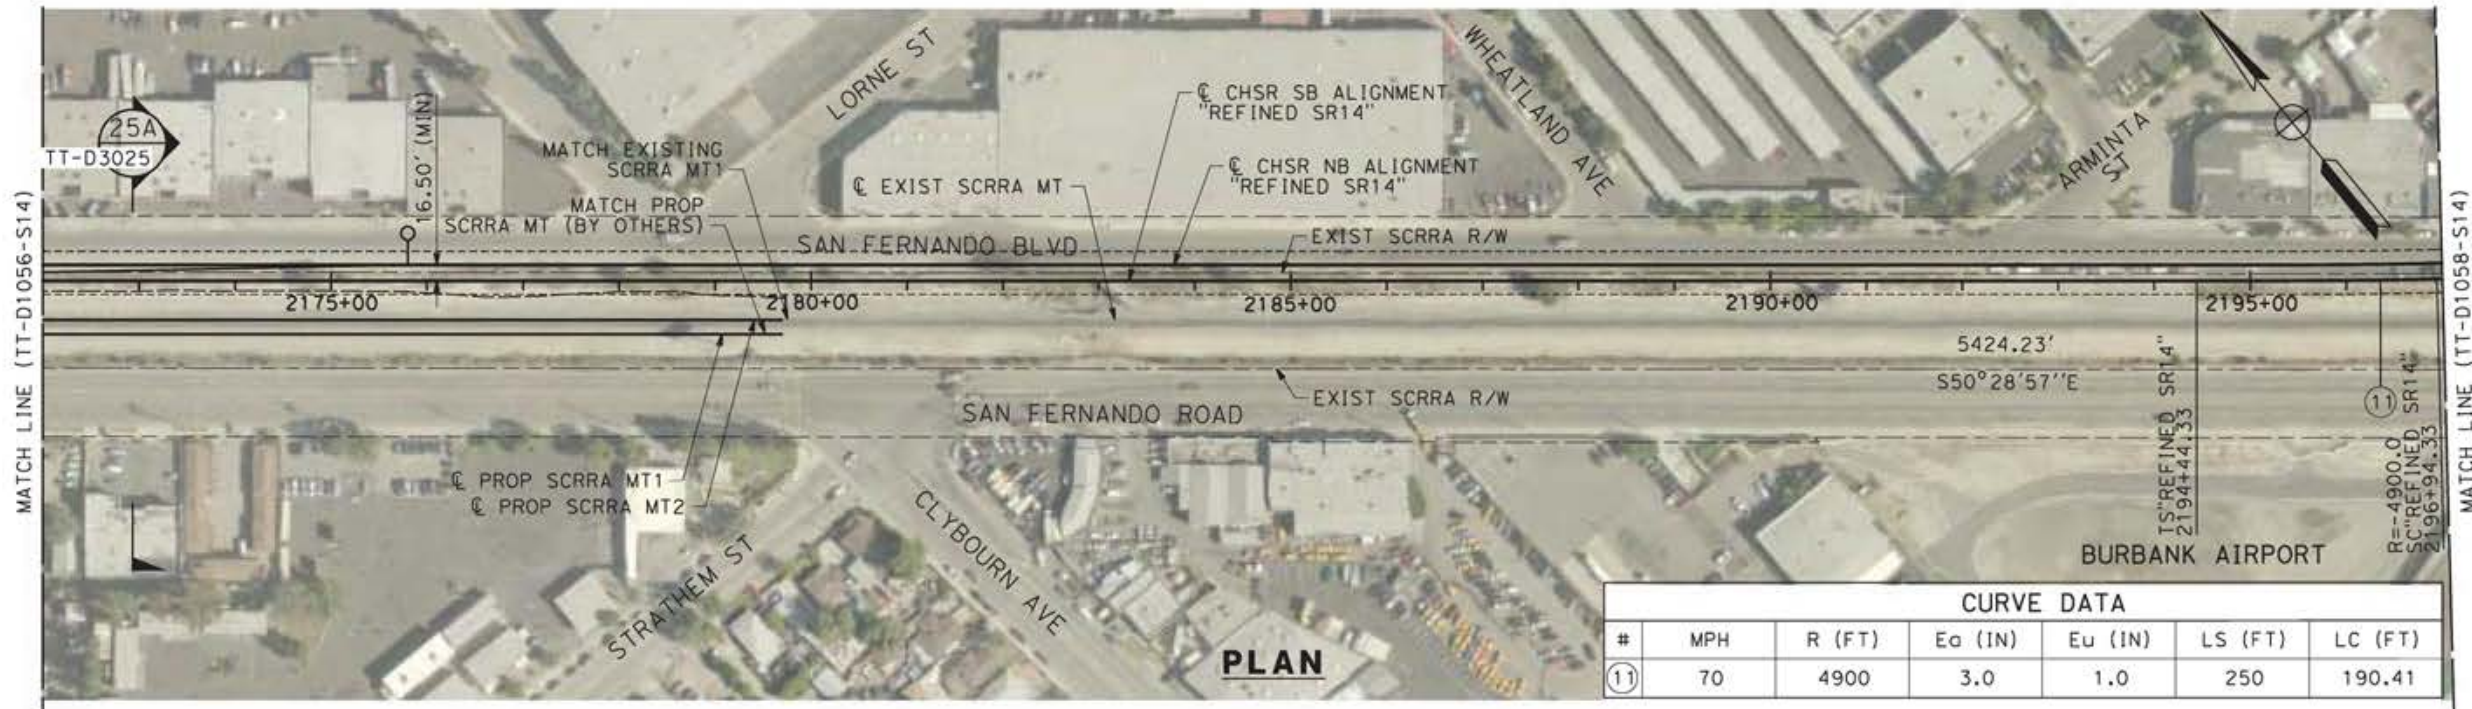 MATCH LINE (TT-D1056-S14)
25A
TT-D3025
16.50' (MIN)
LORNE ST
WHEATLAND AVE
ARMINTA
ST
℄ CHSR SB ALIGNMENT
"REFINED SR14"
℄ CHSR NB ALIGNMENT
"REFINED SR14"
MATCH EXISTING
SCRRA MT1
℄ EXIST SCRRA MT
MATCH PROP
SCRRA MT (BY OTHERS)
SAN FERNANDO BLVD
EXIST SCRRA R/W
2175+00
2180+00
2185+00
2190+00
2195+00
5424.23'
S50°28'57''E
EXIST SCRRA R/W
SAN FERNANDO ROAD
℄ PROP SCRRA MT1
℄ PROP SCRRA MT2
STRATHEM ST
CLYBOURN AVE
TS"REFINED SR14"
2194+44.33
11
R=-4900.0
SC"REFINED SR14"
2196+94.33
BURBANK AIRPORT
PLAN
CURVE DATA
# MPH R (FT) Ea (IN) Eu (IN) LS (FT) LC (FT)
11 70 4900 3.0 1.0 250 190.41
MATCH LINE (TT-D1058-S14)